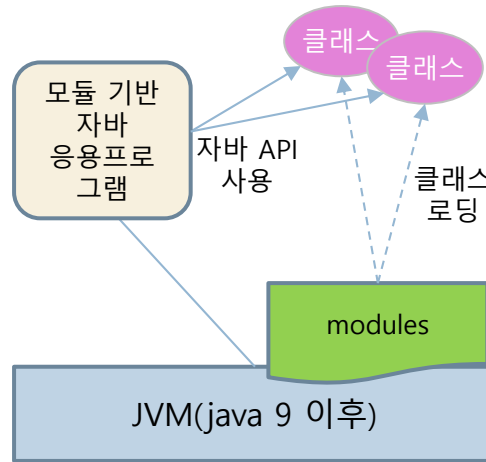 클래스
클래스
모듈 기반
자바
응용프로
그램
자바 API
사용
클래스
로딩
modules
JVM(java 9 이후)